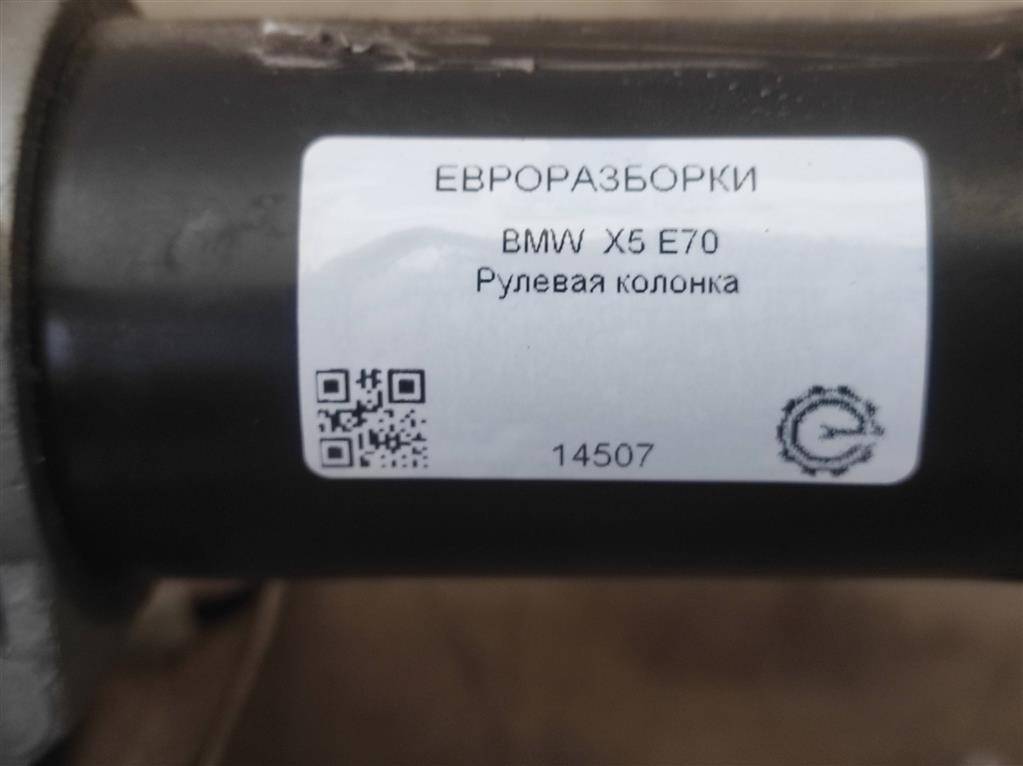 ЕВРОРАЗБОРКИ
BMW X5 E70
Рулевая колонка
14507